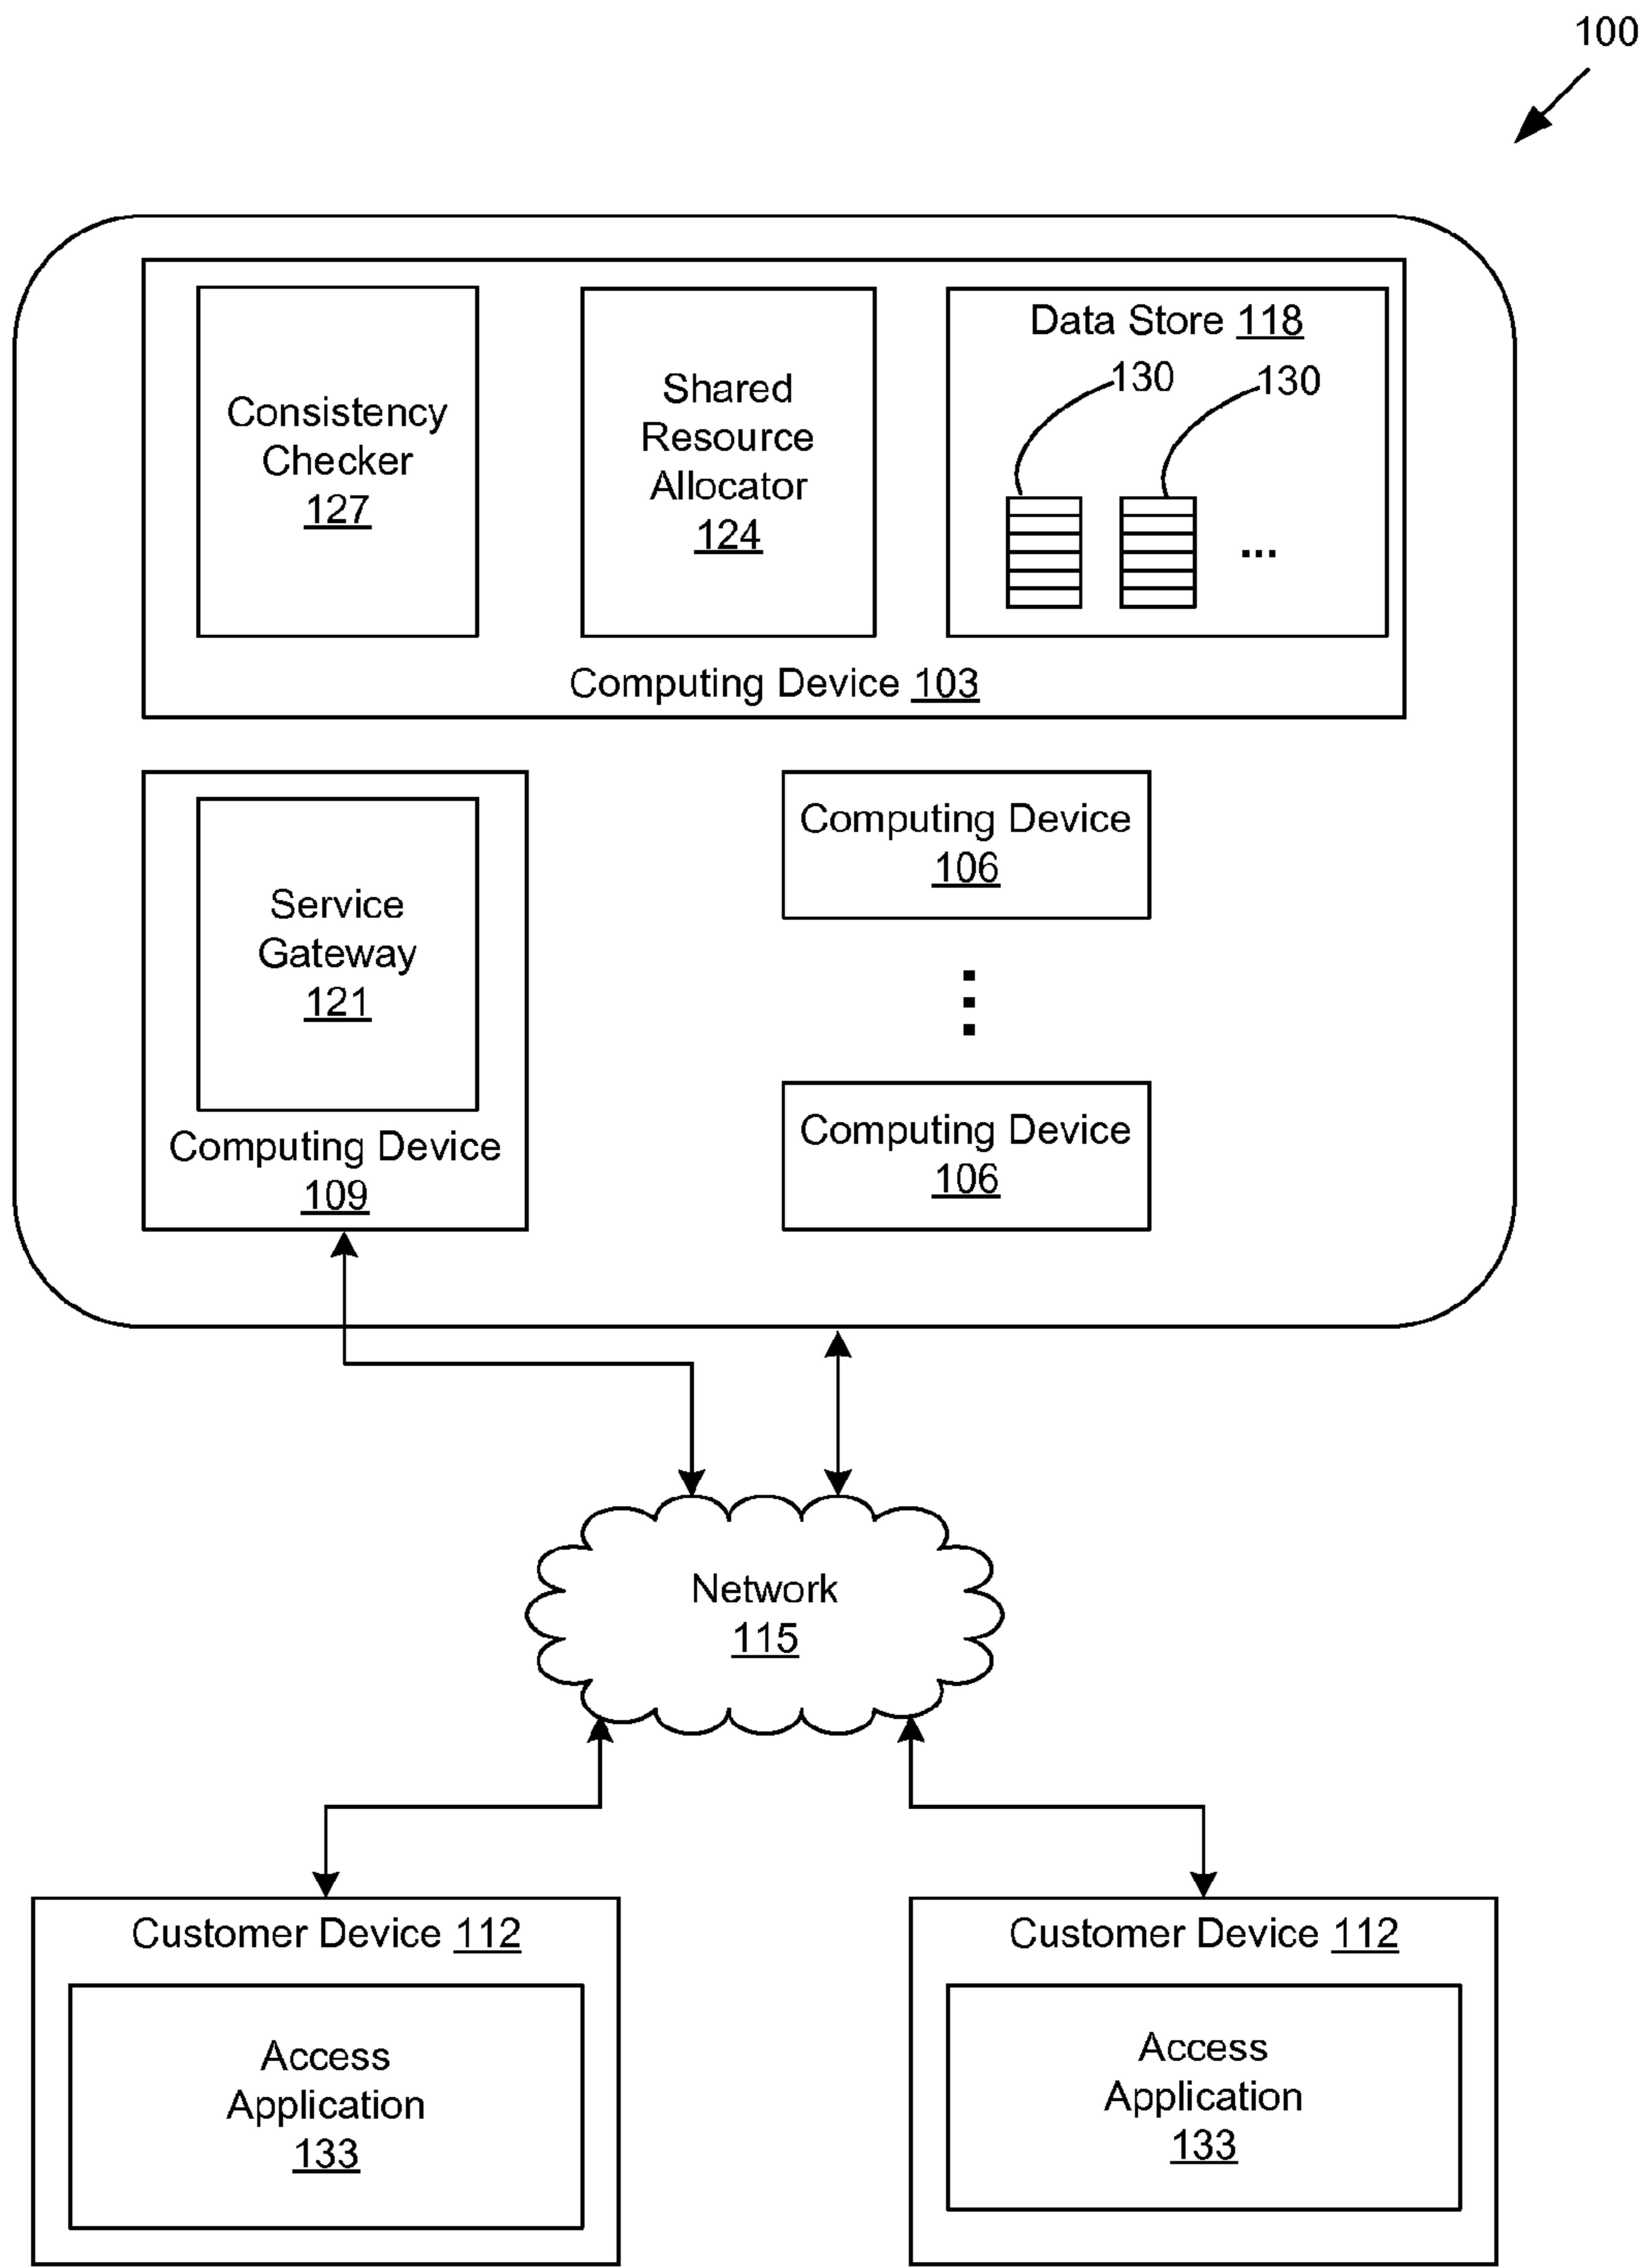 100
Data Store 118
130 130
Consistency
Checker
127
Shared
Resource
Allocator
124
...
Computing Device 103
Service
Gateway
121
Computing Device
109
Computing Device
106
Computing Device
106
Network
115
Customer Device 112
Access
Application
133
Customer Device 112
Access
Application
133